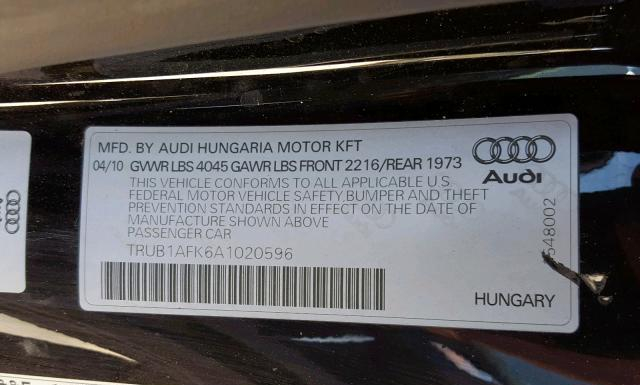 MFD. BY AUDI HUNGARIA MOTOR KFT
04/10 GVWR LBS 4045 GAWR LBS FRONT 2216/REAR 1973
THIS VEHICLE CONFORMS TO ALL APPLICABLE U.S.
FEDERAL MOTOR VEHICLE SAFETY,BUMPER AND THEFT
PREVENTION STANDARDS IN EFFECT ON THE DATE OF
MANUFACTURE SHOWN ABOVE
PASSENGER CAR
TRUB1AFK6A1020596
Audi
HUNGARY